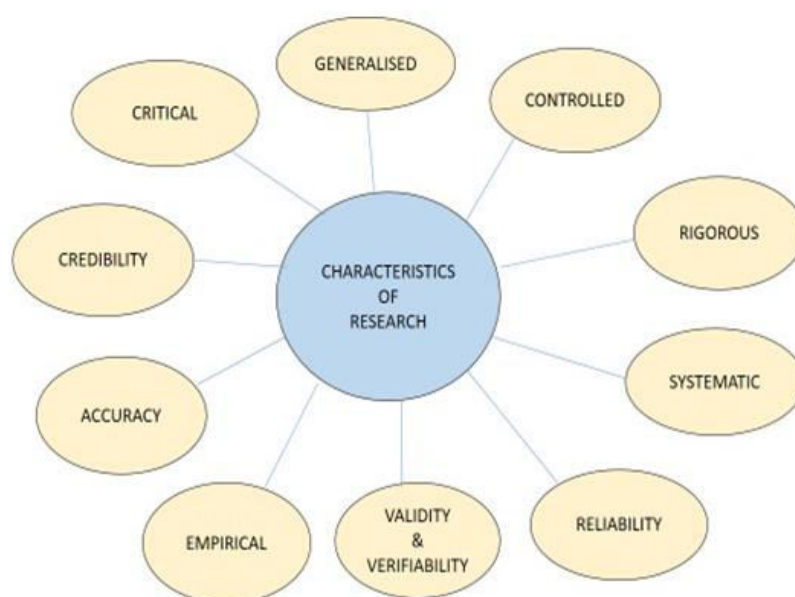 GENERALISED
CONTROLLED
CRITICAL
RIGOROUS
CREDIBILITY
CHARACTERISTICS
OF
RESEARCH
SYSTEMATIC
ACCURACY
RELIABILITY
VALIDITY
&
VERIFIABILITY
EMPIRICAL